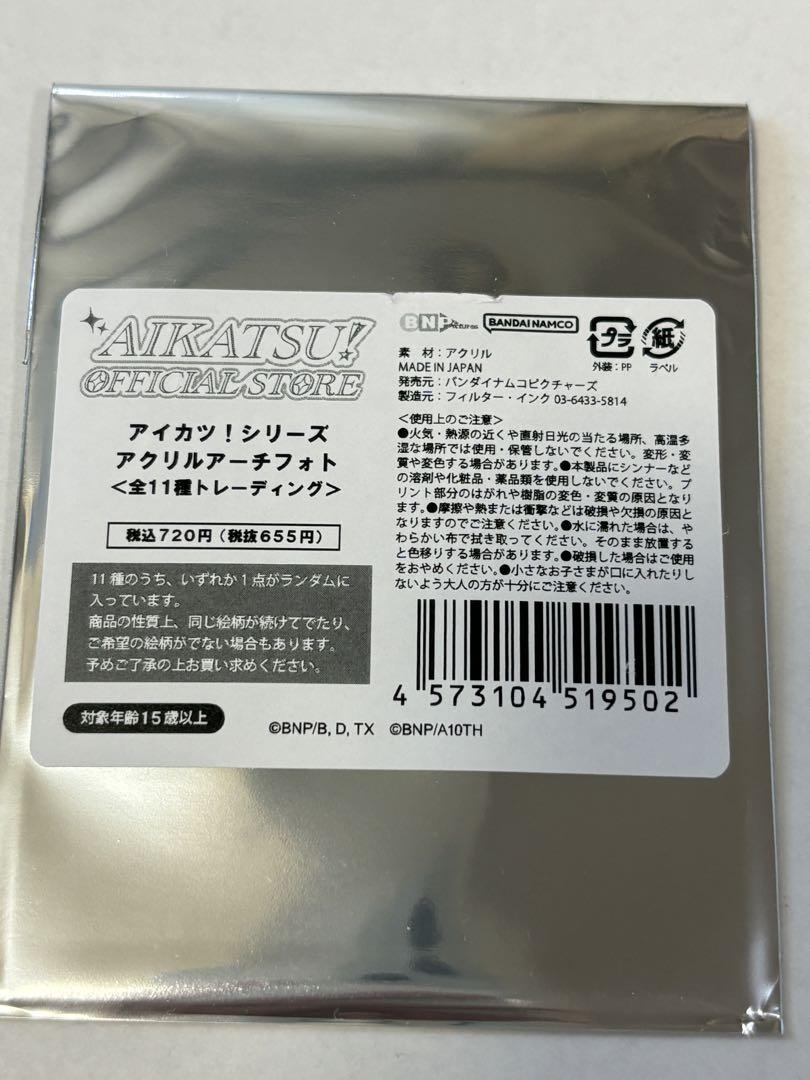 AIKATSU!
OFFICIAL STORE
アイカツ！シリーズ
アクリルアーチフォト
＜全11種トレーディング＞
税込720円（税抜655円）
11種のうち、いずれか1点がランダムに
入っています。
商品の性質上、同じ絵柄が続けてでたり、
ご希望の絵柄がでない場合もあります。
予めご了承の上お買い求めください。
対象年齢15歳以上
BNP
BANDAI NAMCO
プラ
紙
外装：PP
ラベル
素 材：アクリル
MADE IN JAPAN
発売元：バンダイナムコピクチャーズ
製造元：フィルター・インク 03-6433-5814
＜使用上のご注意＞
●火気・熱源の近くや直射日光の当たる場所、高温多
湿な場所では使用・保管しないでください。変形・変
質や変色する場合があります。●本製品にシンナーなど
の溶剤や化粧品・薬品類を使用しないでください。プ
リント部分のはがれや樹脂の変色・変質の原因となり
ます。●摩擦や熱または衝撃などは破損や欠損の原因と
なりますのでご注意ください。●水に濡れた場合は、や
わらかい布で拭き取ってください。そのまま放置する
と色移りする場合があります。●破損した場合はご使用
をおやめください。●小さなお子さまが口に入れたりし
ないよう大人の方が十分にご注意ください。
4 573104 519502
©BNP/B, D, TX ©BNP/A10TH